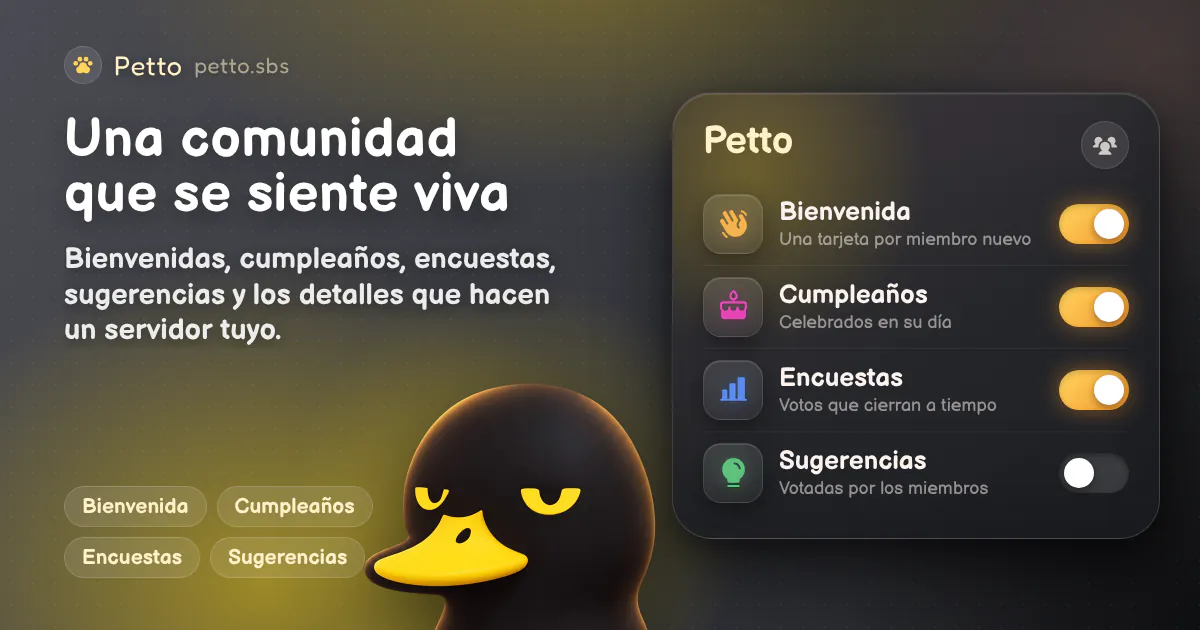 Petto petto.sbs
Una comunidad
que se siente viva
Bienvenidas, cumpleaños, encuestas,
sugerencias y los detalles que hacen
un servidor tuyo.
Bienvenida
Cumpleaños
Encuestas
Sugerencias
Petto
Bienvenida
Una tarjeta por miembro nuevo
Cumpleaños
Celebrados en su día
Encuestas
Votos que cierran a tiempo
Sugerencias
Votadas por los miembros